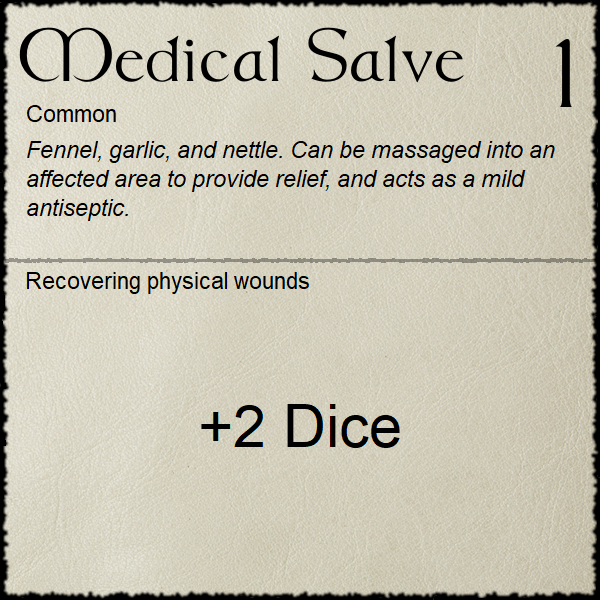 Medical Salve
1
Common
Fennel, garlic, and nettle. Can be massaged into an
affected area to provide relief, and acts as a mild
antiseptic.
Recovering physical wounds
+2 Dice